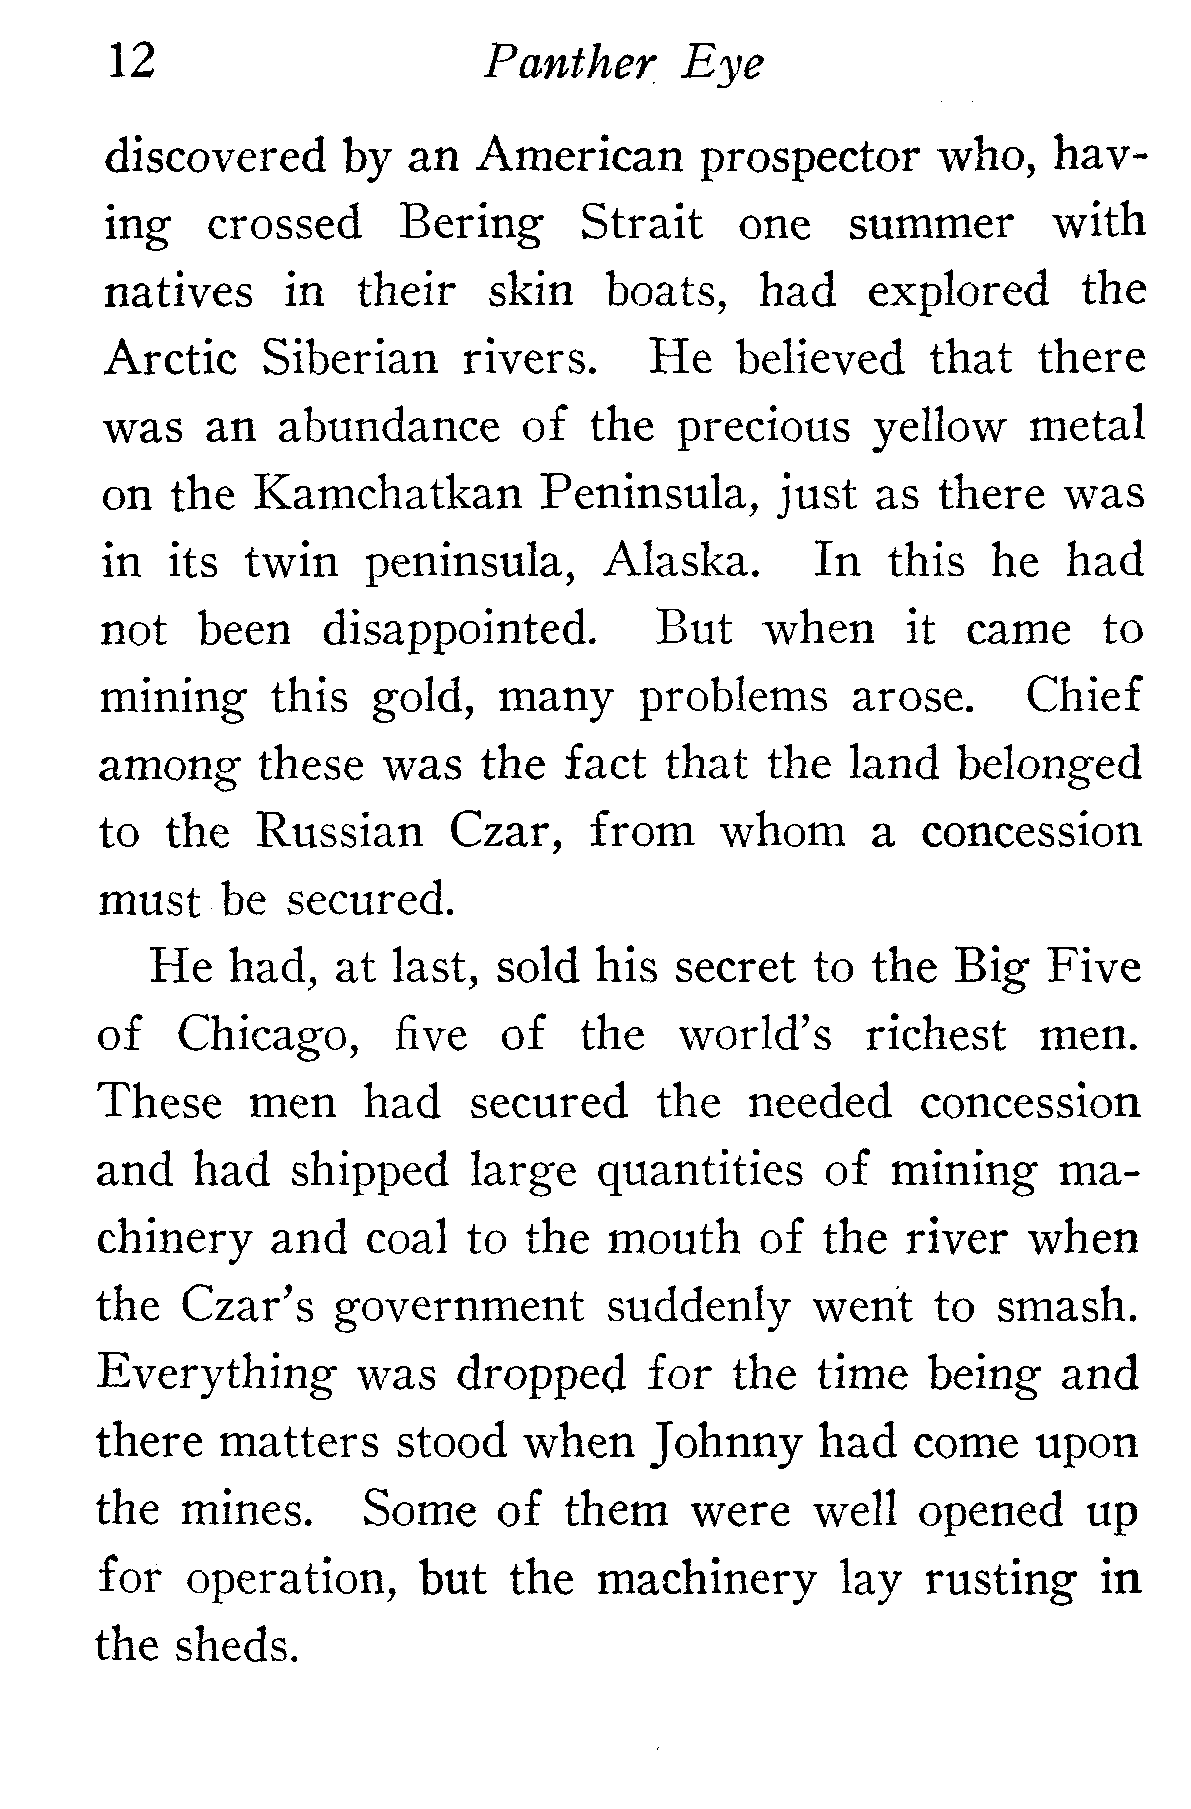 12 Panther Eye
discovered by an American prospector who, hav-
ing crossed Bering Strait one summer with
natives in their skin boats, had explored the
Arctic Siberian rivers. He believed that there
was an abundance of the precious yellow metal
on the Kamchatkan Peninsula, just as there was
in its twin peninsula, Alaska. In this he had
not been disappointed. But when it came to
mining this gold, many problems arose. Chief
among these was the fact that the land belonged
to the Russian Czar, from whom a concession
must be secured.
He had, at last, sold his secret to the Big Five
of Chicago, five of the world's richest men.
These men had secured the needed concession
and had shipped large quantities of mining ma-
chinery and coal to the mouth of the river when
the Czar's government suddenly went to smash.
Everything was dropped for the time being and
there matters stood when Johnny had come upon
the mines. Some of them were well opened up
for operation, but the machinery lay rusting in
the sheds.